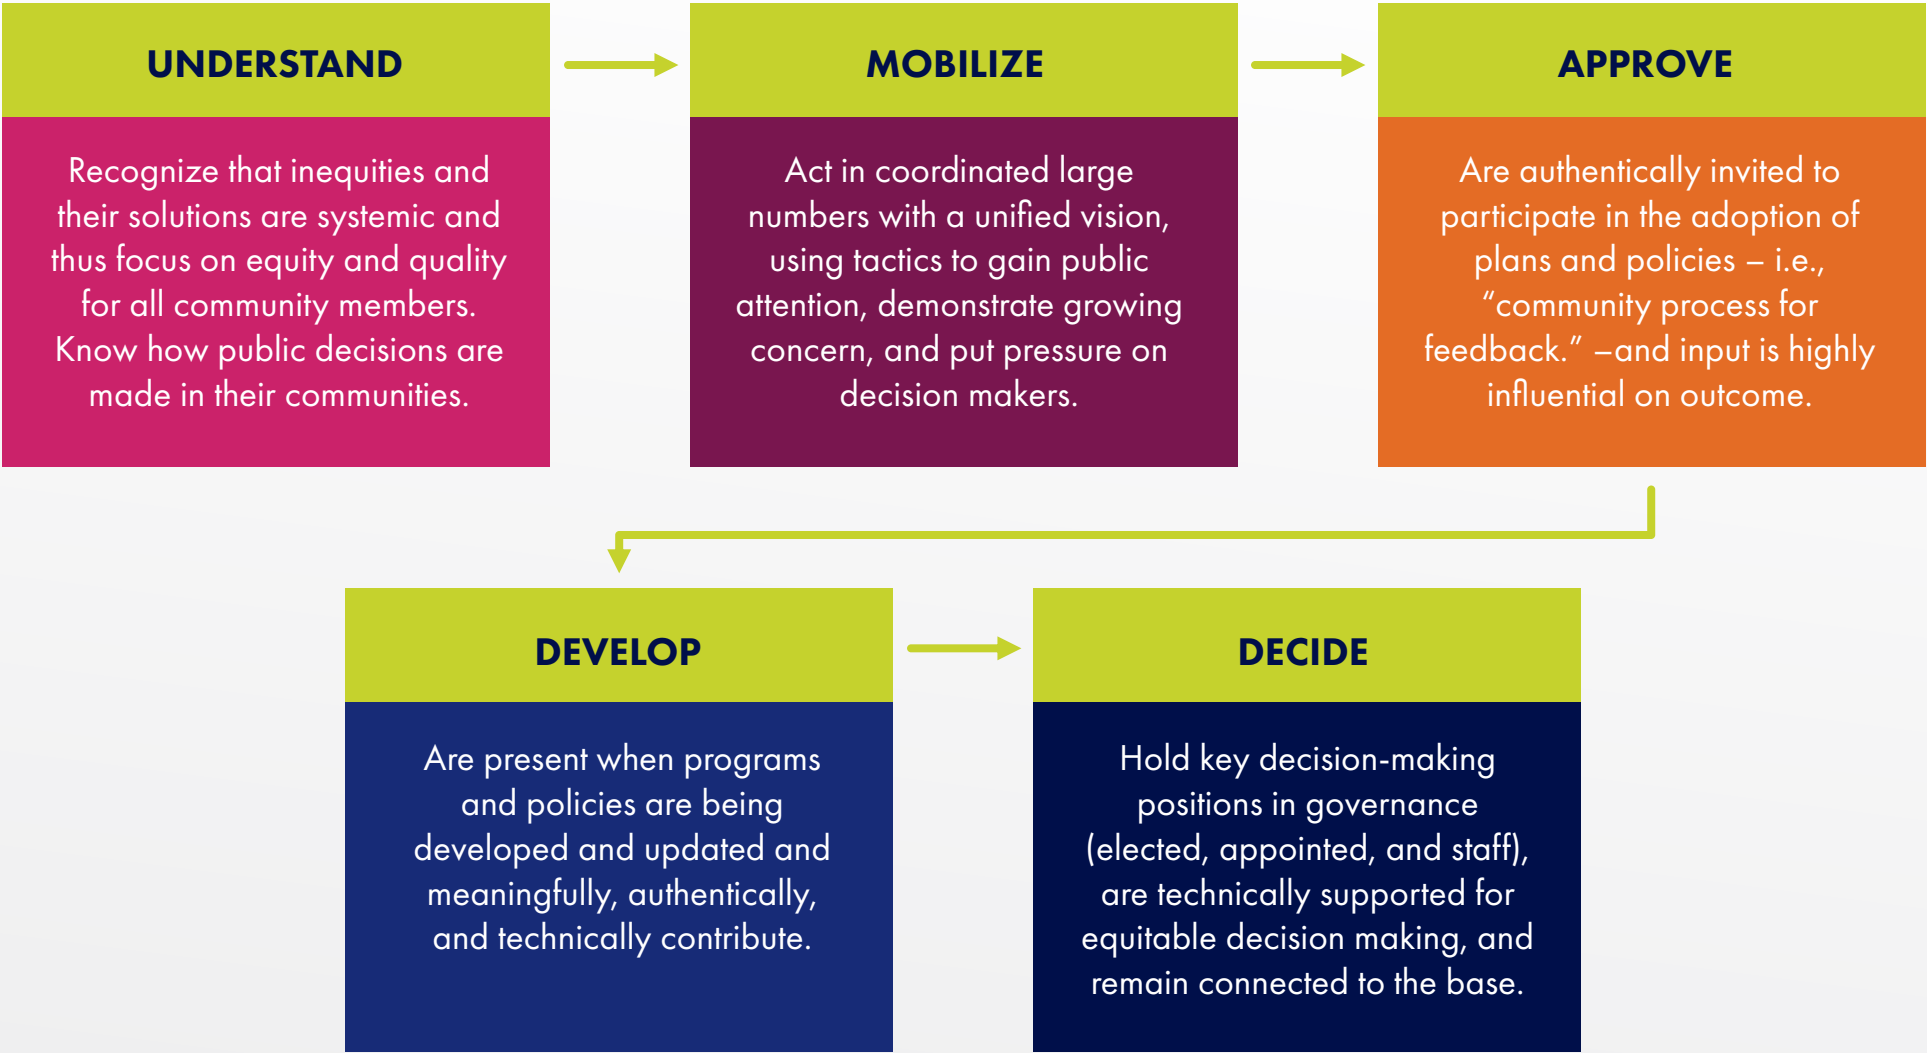 UNDERSTAND
Recognize that inequities and
their solutions are systemic and
thus focus on equity and quality
for all community members.
Know how public decisions are
made in their communities.
MOBILIZE
Act in coordinated large
numbers with a unified vision,
using tactics to gain public
attention, demonstrate growing
concern, and put pressure on
decision makers.
APPROVE
Are authentically invited to
participate in the adoption of
plans and policies – i.e.,
“community process for
feedback.” –and input is highly
influential on outcome.
DEVELOP
Are present when programs
and policies are being
developed and updated and
meaningfully, authentically,
and technically contribute.
DECIDE
Hold key decision-making
positions in governance
(elected, appointed, and staff),
are technically supported for
equitable decision making, and
remain connected to the base.